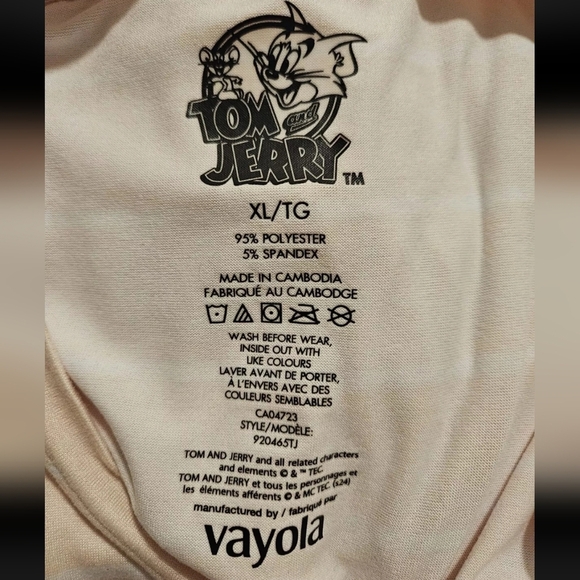 TOM and
JERRY TM
XL/TG
95% POLYESTER
5% SPANDEX
MADE IN CAMBODIA
FABRIQUÉ AU CAMBODGE
WASH BEFORE WEAR,
INSIDE OUT WITH
LIKE COLOURS
LAVER AVANT DE PORTER,
À L'ENVERS AVEC DES
COULEURS SEMBLABLES
CA04723
STYLE/MODÈLE:
920465TJ
TOM AND JERRY and all related characters
and elements © & ™ TEC
TOM AND JERRY et tous les personnages et
les éléments afférents © & MC TEC (s24)
manufactured by / fabriqué par
vayola